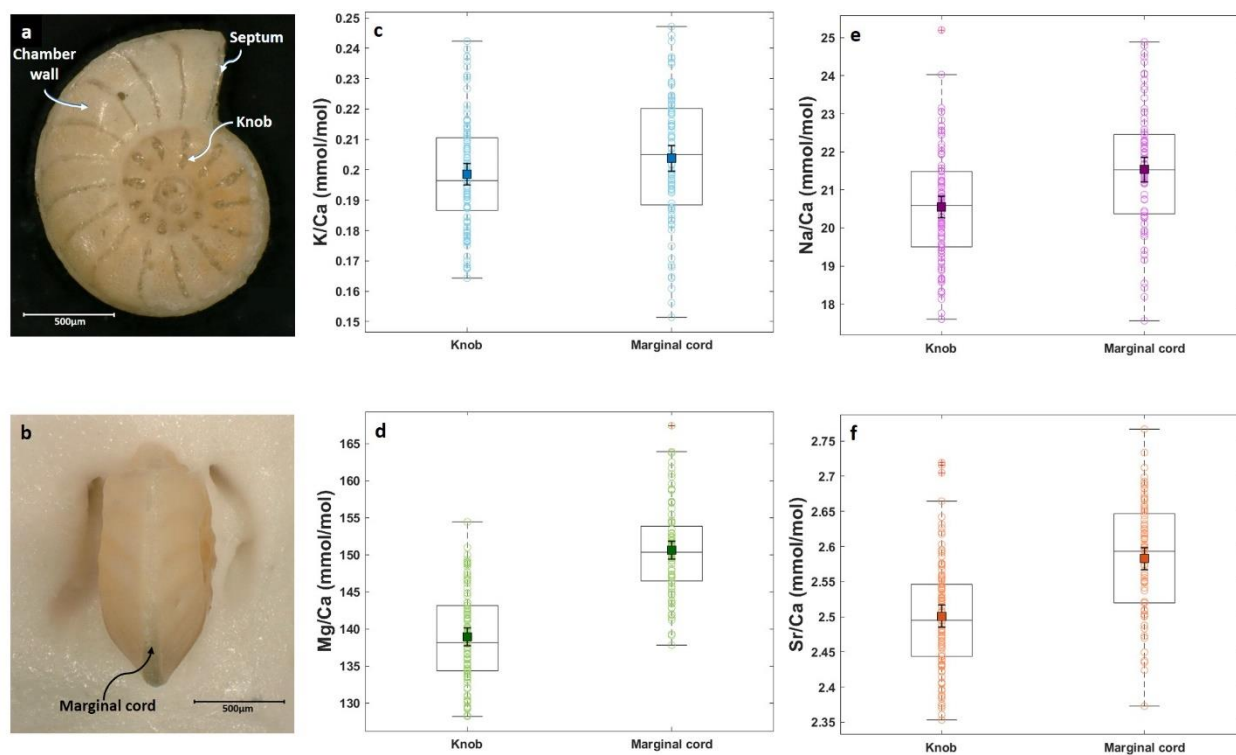 a
Septum
Chamber
wall
Knob
500µm
c
K/Ca (mmol/mol)
0.25
0.24
0.23
0.22
0.21
0.2
0.19
0.18
0.17
0.16
0.15
Knob
Marginal cord
e
Na/Ca (mmol/mol)
25
24
23
22
21
20
19
18
Knob
Marginal cord
b
Marginal cord
500µm
d
Mg/Ca (mmol/mol)
165
160
155
150
145
140
135
130
Knob
Marginal cord
f
Sr/Ca (mmol/mol)
2.75
2.7
2.65
2.6
2.55
2.5
2.45
2.4
2.35
Knob
Marginal cord